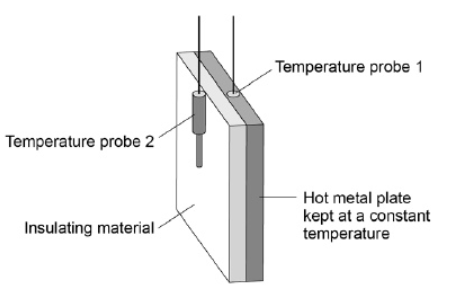 Temperature probe 1
Temperature probe 2
Insulating material
Hot metal plate
kept at a constant
temperature